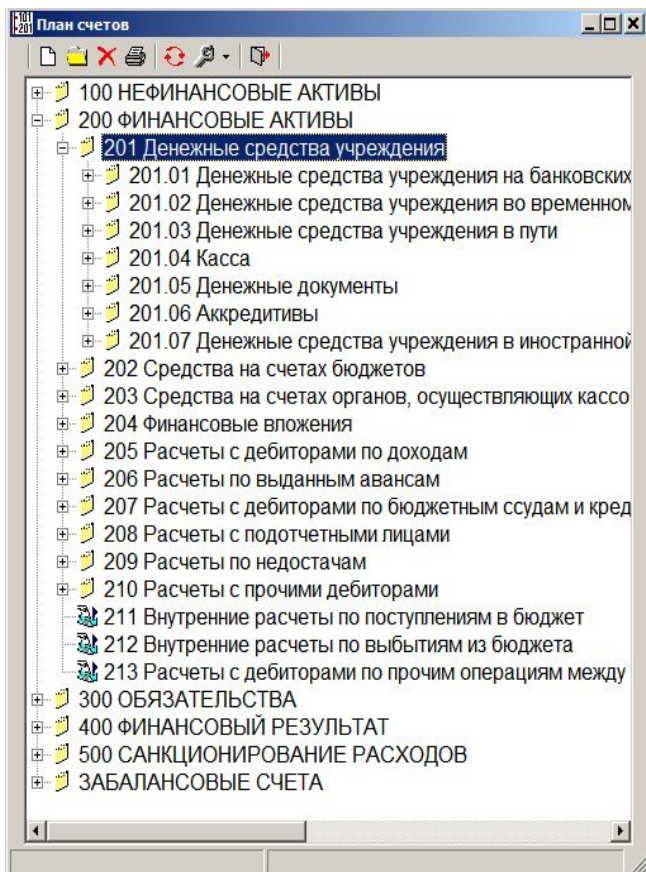 План счетов
100 НЕФИНАНСОВЫЕ АКТИВЫ
200 ФИНАНСОВЫЕ АКТИВЫ
201 Денежные средства учреждения
201.01 Денежные средства учреждения на банковских
201.02 Денежные средства учреждения во временном
201.03 Денежные средства учреждения в пути
201.04 Касса
201.05 Денежные документы
201.06 Аккредитивы
201.07 Денежные средства учреждения в иностранной
202 Средства на счетах бюджетов
203 Средства на счетах органов, осуществляющих кассо
204 Финансовые вложения
205 Расчеты с дебиторами по доходам
206 Расчеты по выданным авансам
207 Расчеты с дебиторами по бюджетным ссудам и кред
208 Расчеты с подотчетными лицами
209 Расчеты по недостачам
210 Расчеты с прочими дебиторами
211 Внутренние расчеты по поступлениям в бюджет
212 Внутренние расчеты по выбытиям из бюджета
213 Расчеты с дебиторами по прочим операциям между
300 ОБЯЗАТЕЛЬСТВА
400 ФИНАНСОВЫЙ РЕЗУЛЬТАТ
500 САНКЦИОНИРОВАНИЕ РАСХОДОВ
ЗАБАЛАНСОВЫЕ СЧЕТА